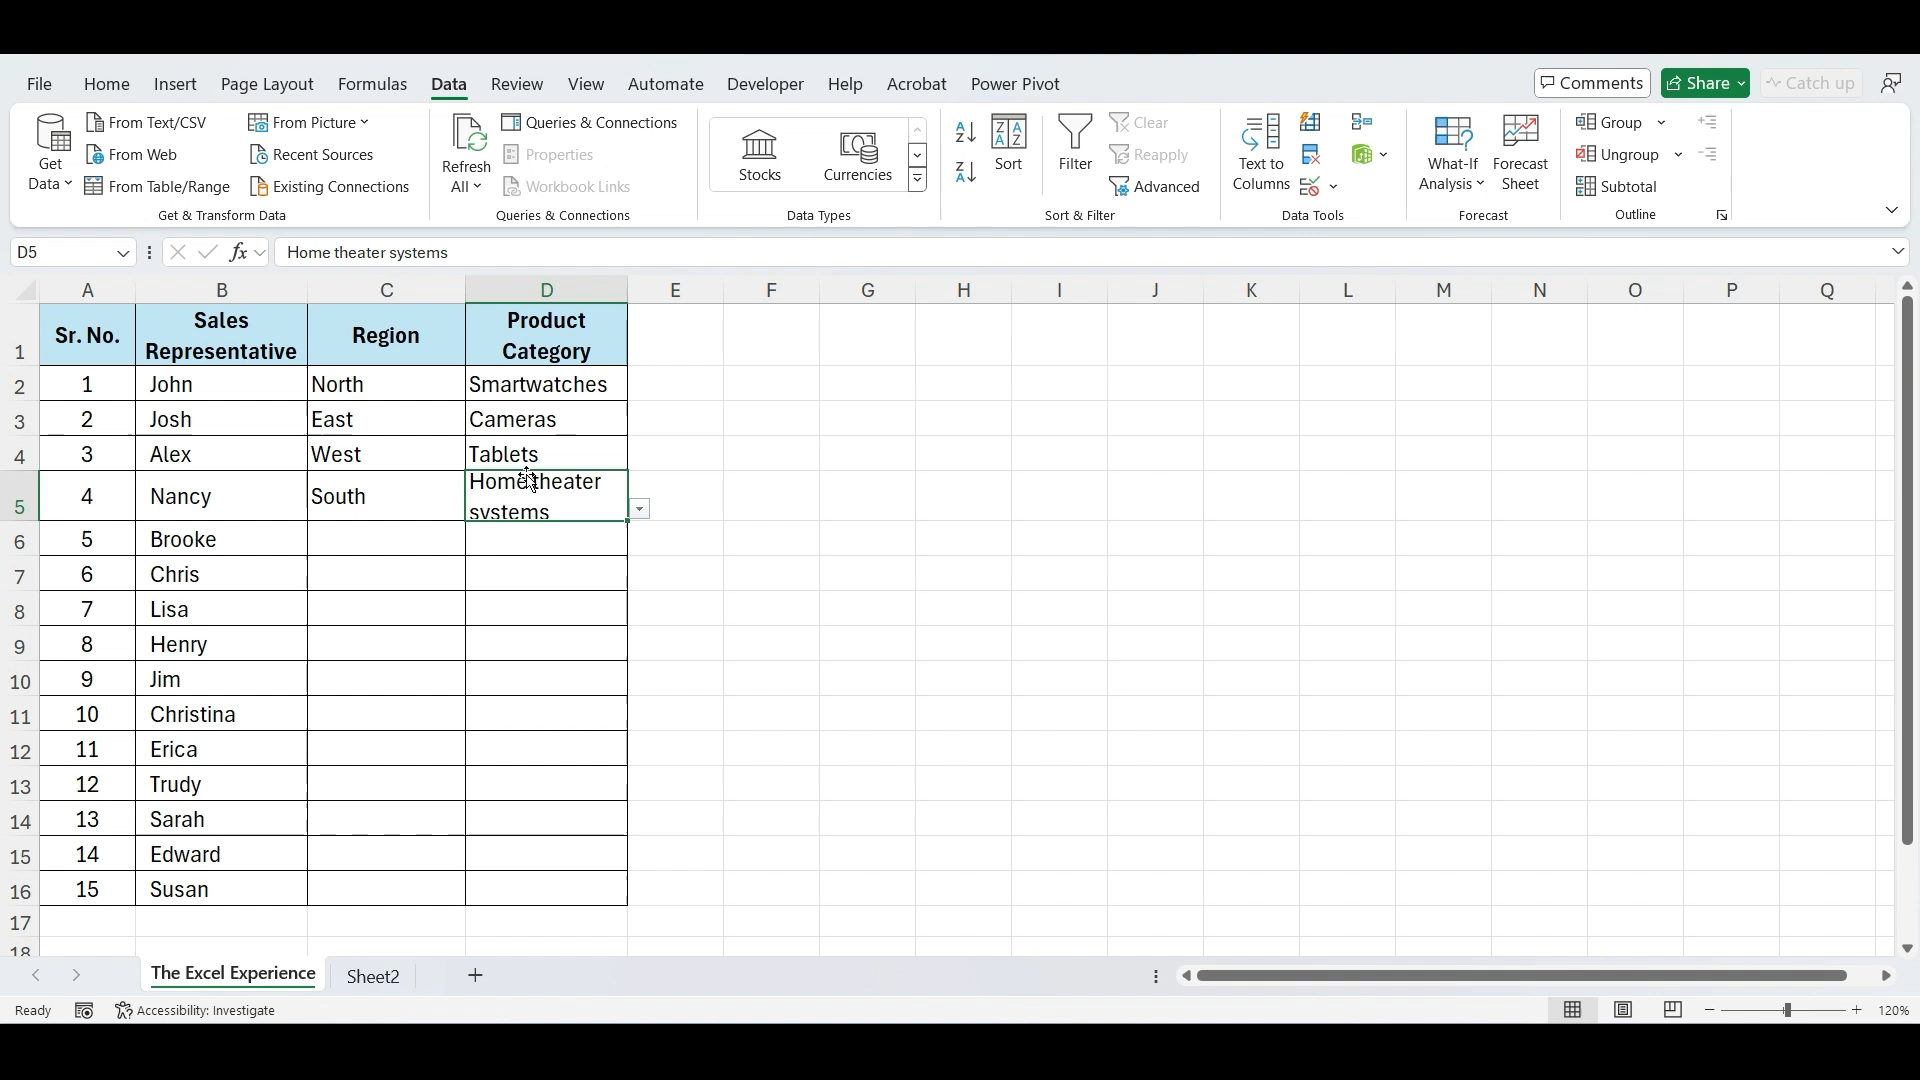 File Home Insert Page Layout Formulas Data Review View Automate Developer Help Acrobat Power Pivot Comments Share Catch up
Get Data
From Text/CSV
From Web
From Table/Range
From Picture
Recent Sources
Existing Connections
Get & Transform Data
Refresh All
Queries & Connections
Properties
Workbook Links
Queries & Connections
Stocks
Currencies
Data Types
Sort
Filter
Clear
Reapply
Advanced
Sort & Filter
Text to Columns
Data Tools
What-If Analysis
Forecast Sheet
Forecast
Group
Ungroup
Subtotal
Outline
D5 fx Home theater systems
A B C D E F G H I J K L M N O P Q
1 Sr. No. Sales Representative Region Product Category
2 1 John North Smartwatches
3 2 Josh East Cameras
4 3 Alex West Tablets
5 4 Nancy South Home theater systems
6 5 Brooke
7 6 Chris
8 7 Lisa
9 8 Henry
10 9 Jim
11 10 Christina
12 11 Erica
13 12 Trudy
14 13 Sarah
15 14 Edward
16 15 Susan
17
18
The Excel Experience Sheet2
Ready Accessibility: Investigate 120%